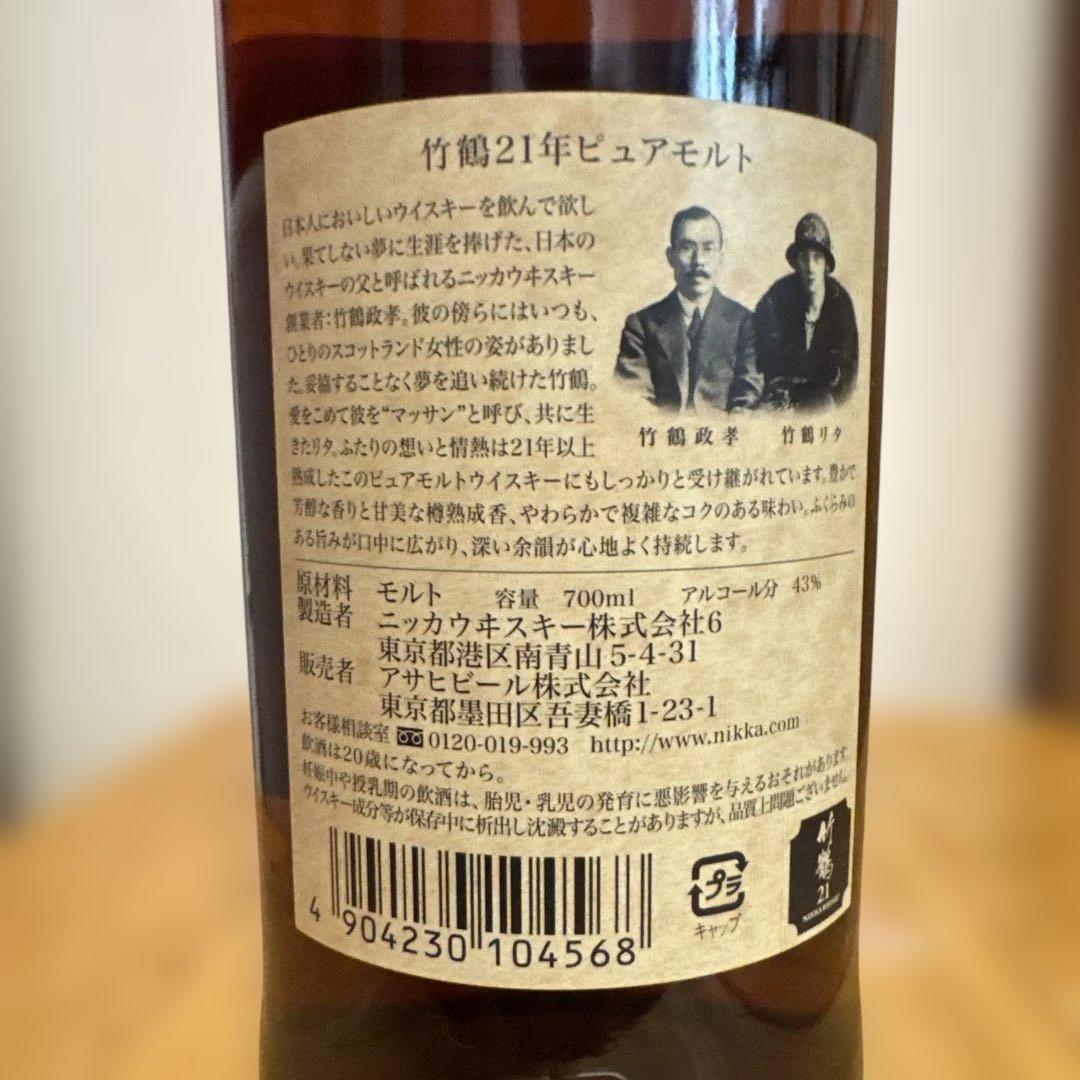 竹鶴21年ピュアモルト
日本人においしいウイスキーを飲んで欲し
い。果てしない夢に生涯を捧げた、日本の
ウイスキーの父と呼ばれるニッカウヰスキー
創業者：竹鶴政孝。彼の傍らにはいつも、
ひとりのスコットランド女性の姿がありまし
た。妥協することなく夢を追い続けた竹鶴。
愛をこめて彼を“マッサン”と呼び、共に生
きたリタ。ふたりの想いと情熱は21年以上
熟成したこのピュアモルトウイスキーにもしっかりと受け継がれています。豊かで
芳醇な香りと甘美な樽熟成香、やわらかで複雑なコクのある味わい。ふくらみの
ある旨みが口中に広がり、深い余韻が心地よく持続します。
竹鶴政孝 竹鶴リタ
原材料 モルト 容量 700ml アルコール分 43%
製造者 ニッカウヰスキー株式会社6
東京都港区南青山5-4-31
販売者 アサヒビール株式会社
東京都墨田区吾妻橋1-23-1
お客様相談室 0120-019-993 http://www.nikka.com
飲酒は20歳になってから。
妊娠中や授乳期の飲酒は、胎児・乳児の発育に悪影響を与えるおそれがあります。
ウイスキー成分等が保存中に析出し沈澱することがありますが、品質上問題ございません。
4 904230 104568
プラ
キャップ
竹鶴
21
NIKKA WHISKY